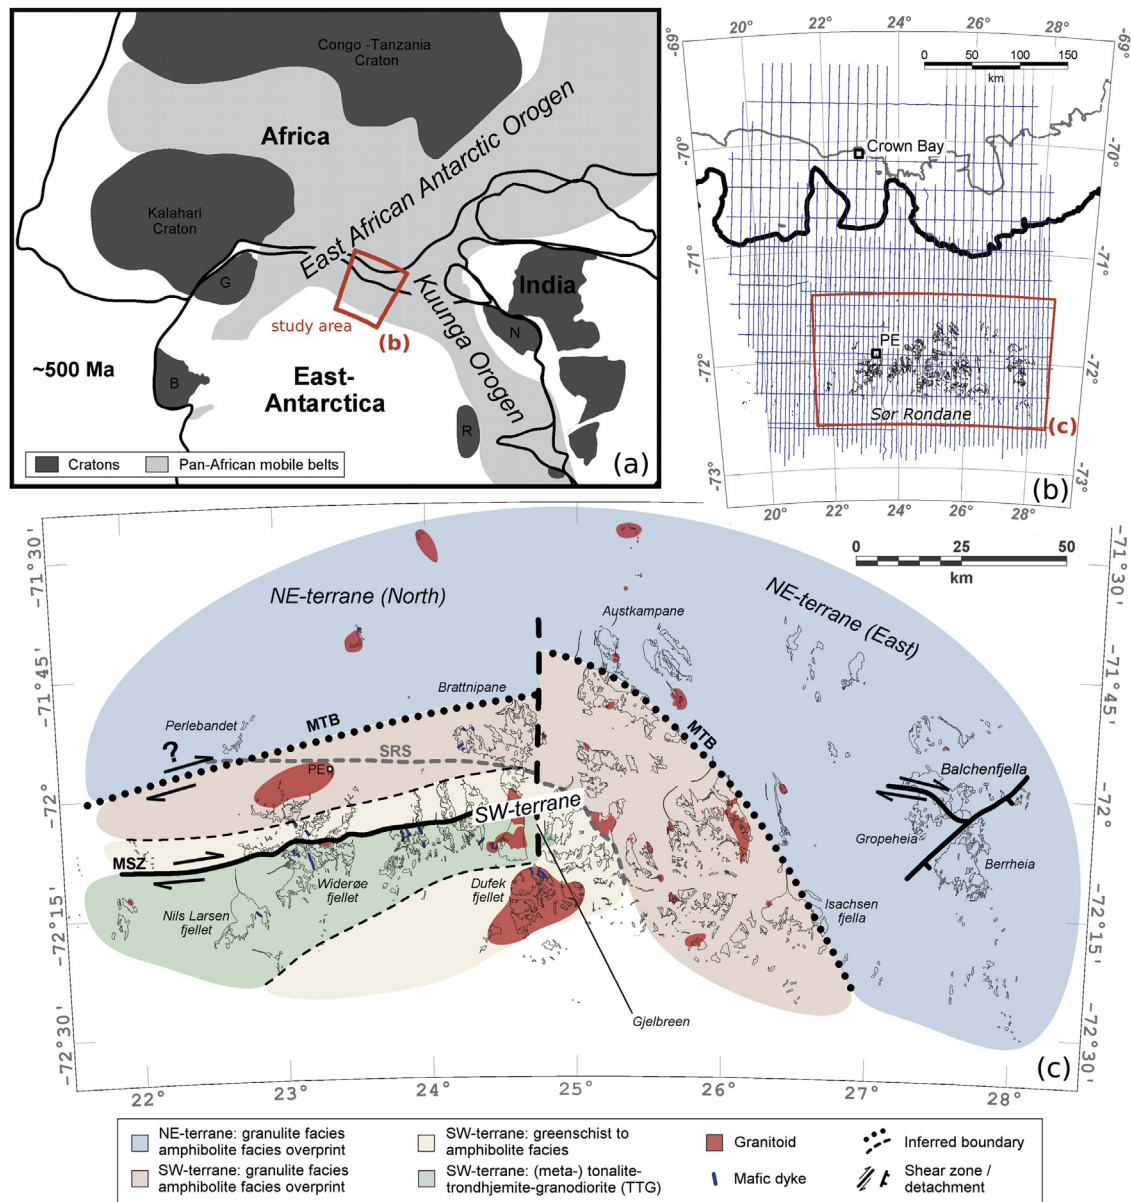 Congo -Tanzania
Craton
Africa
East African Antarctic Orogen
Kalahari
Craton
G
India
study area
(b)
Kuunga Orogen
N
~500 Ma
B
East-
Antarctica
R
Cratons
Pan-African mobile belts
(a)
20°
22°
24°
26°
28°
-69°
-69°
0
50
100
150
km
-70°
Crown Bay
-70°
-71°
-71°
PE
-72°
-72°
Sør Rondane
(c)
-73°
-73°
(b)
20°
22°
24°
26°
28°
0
25
50
km
-71°30'
-71°30'
NE-terrane (North)
Austkampane
NE-terrane (East)
-71°45'
-71°45'
Brattnipane
Perlebandet
MTB
MTB
?
SRS
PE
Balchenfjella
-72°
SW-terrane
-72°
Gropeheia
MSZ
Berrheia
Widerøe
fjellet
Dufek
fjellet
Nils Larsen
fjellet
Isachsen
fjella
-72°15'
-72°15'
Gjelbreen
-72°30'
-72°30'
(c)
22°
23°
24°
25°
26°
27°
28°
NE-terrane: granulite facies
amphibolite facies overprint
SW-terrane: greenschist to
amphibolite facies
Granitoid
Inferred boundary
SW-terrane: granulite facies
amphibolite facies overprint
SW-terrane: (meta-) tonalite-
trondhjemite-granodiorite (TTG)
Mafic dyke
Shear zone /
detachment